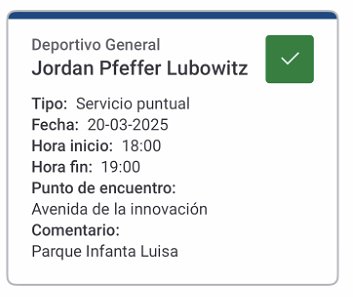 Deportivo General
Jordan Pfeffer Lubowitz
Tipo: Servicio puntual
Fecha: 20-03-2025
Hora inicio: 18:00
Hora fin: 19:00
Punto de encuentro:
Avenida de la innovación
Comentario:
Parque Infanta Luisa